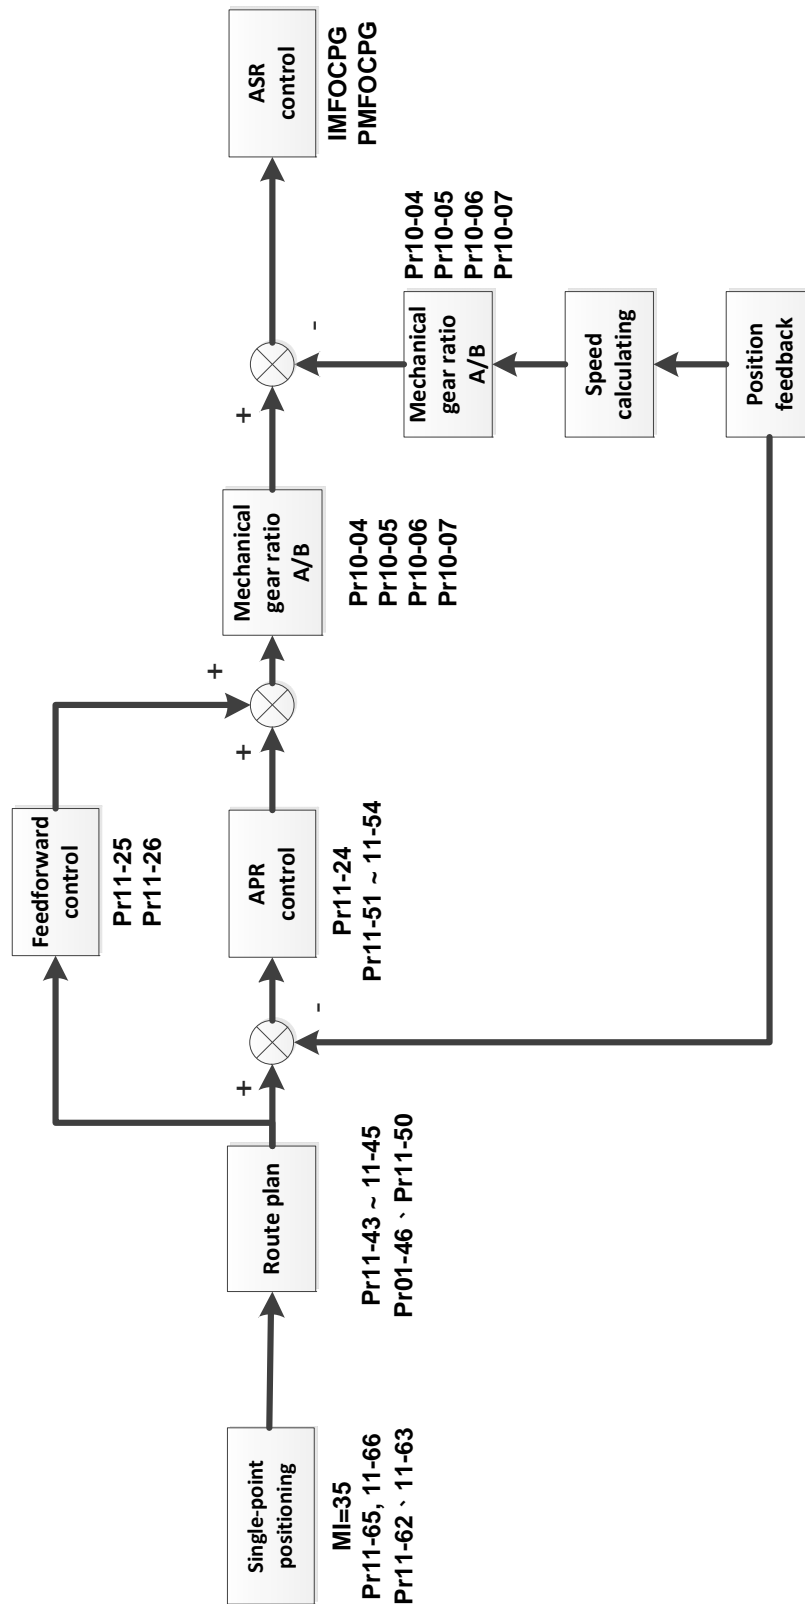 Single-point
positioning
MI=35
Pr11-65, 11-66
Pr11-62、11-63
Route plan
Pr11-43 ~ 11-45
Pr01-46、Pr11-50
+
-
Feedforward
control
Pr11-25
Pr11-26
APR
control
Pr11-24
Pr11-51 ~ 11-54
+
+
Mechanical
gear ratio
A/B
Pr10-04
Pr10-05
Pr10-06
Pr10-07
+
-
ASR
control
IMFOCPG
PMFOCPG
Mechanical
gear ratio
A/B
Pr10-04
Pr10-05
Pr10-06
Pr10-07
Speed
calculating
Position
feedback